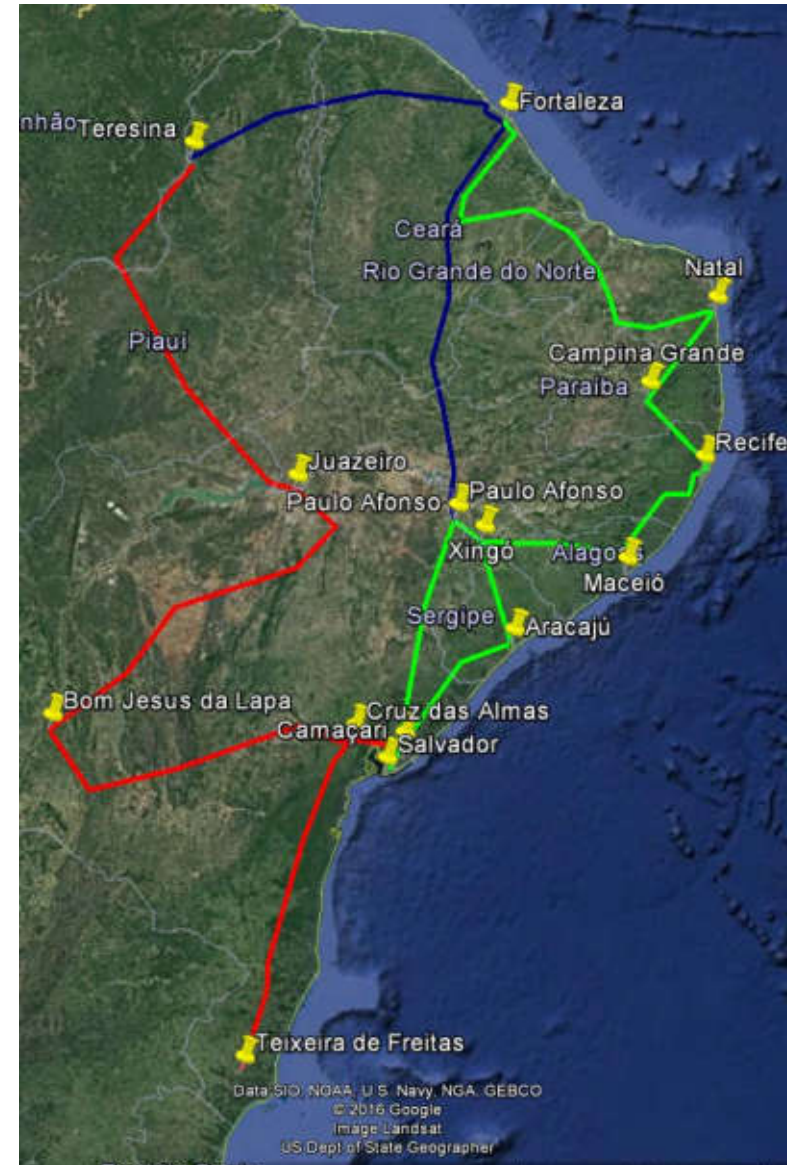 Fortaleza
nhão
Teresina
Ceará
Rio Grande do Norte
Natal
Piauí
Campina Grande
Paraíba
Recife
Juazeiro
Paulo Afonso
Paulo Afonso
Xingó
Alagoas
Maceió
Sergipe
Aracajú
Bom Jesus da Lapa
Cruz das Almas
Camaçari
Salvador
Teixeira de Freitas
Data SIO, NOAA, U.S. Navy, NGA, GEBCO
© 2016 Google
Image Landsat
US Dept of State Geographer